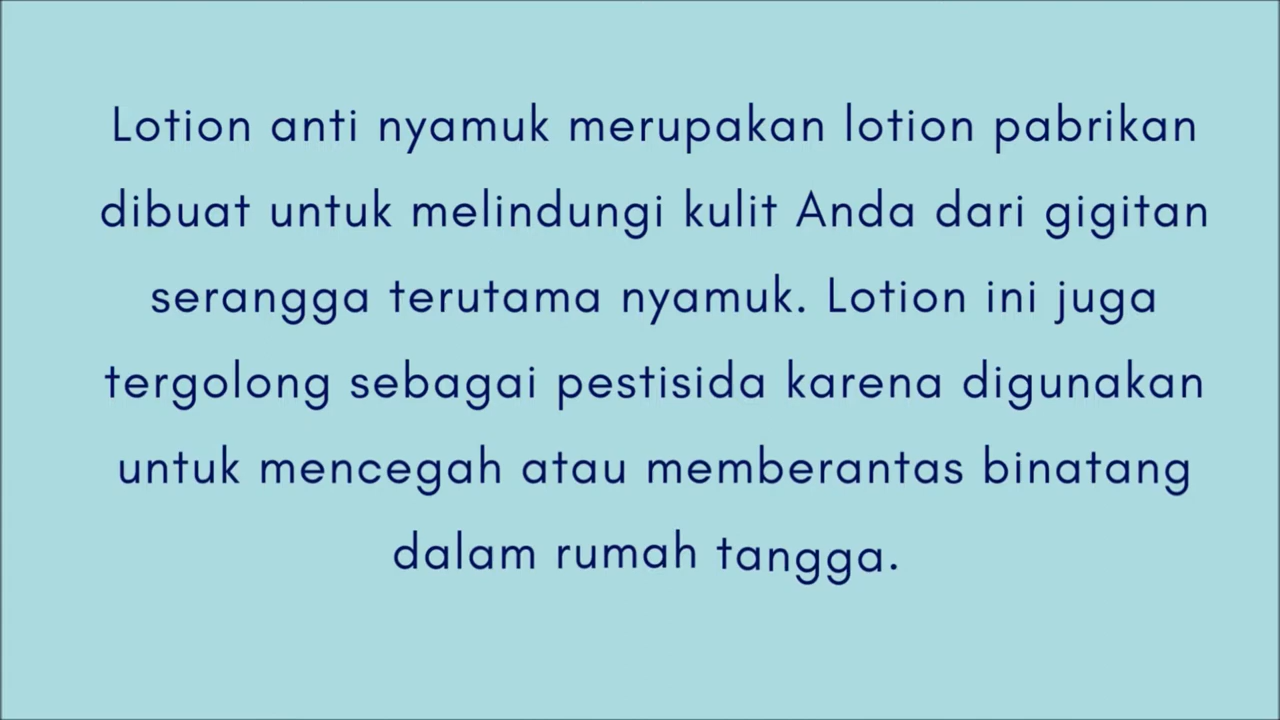 Lotion anti nyamuk merupakan lotion pabrikan
dibuat untuk melindungi kulit Anda dari gigitan
serangga terutama nyamuk. Lotion ini juga
tergolong sebagai pestisida karena digunakan
untuk mencegah atau memberantas binatang
dalam rumah tangga.